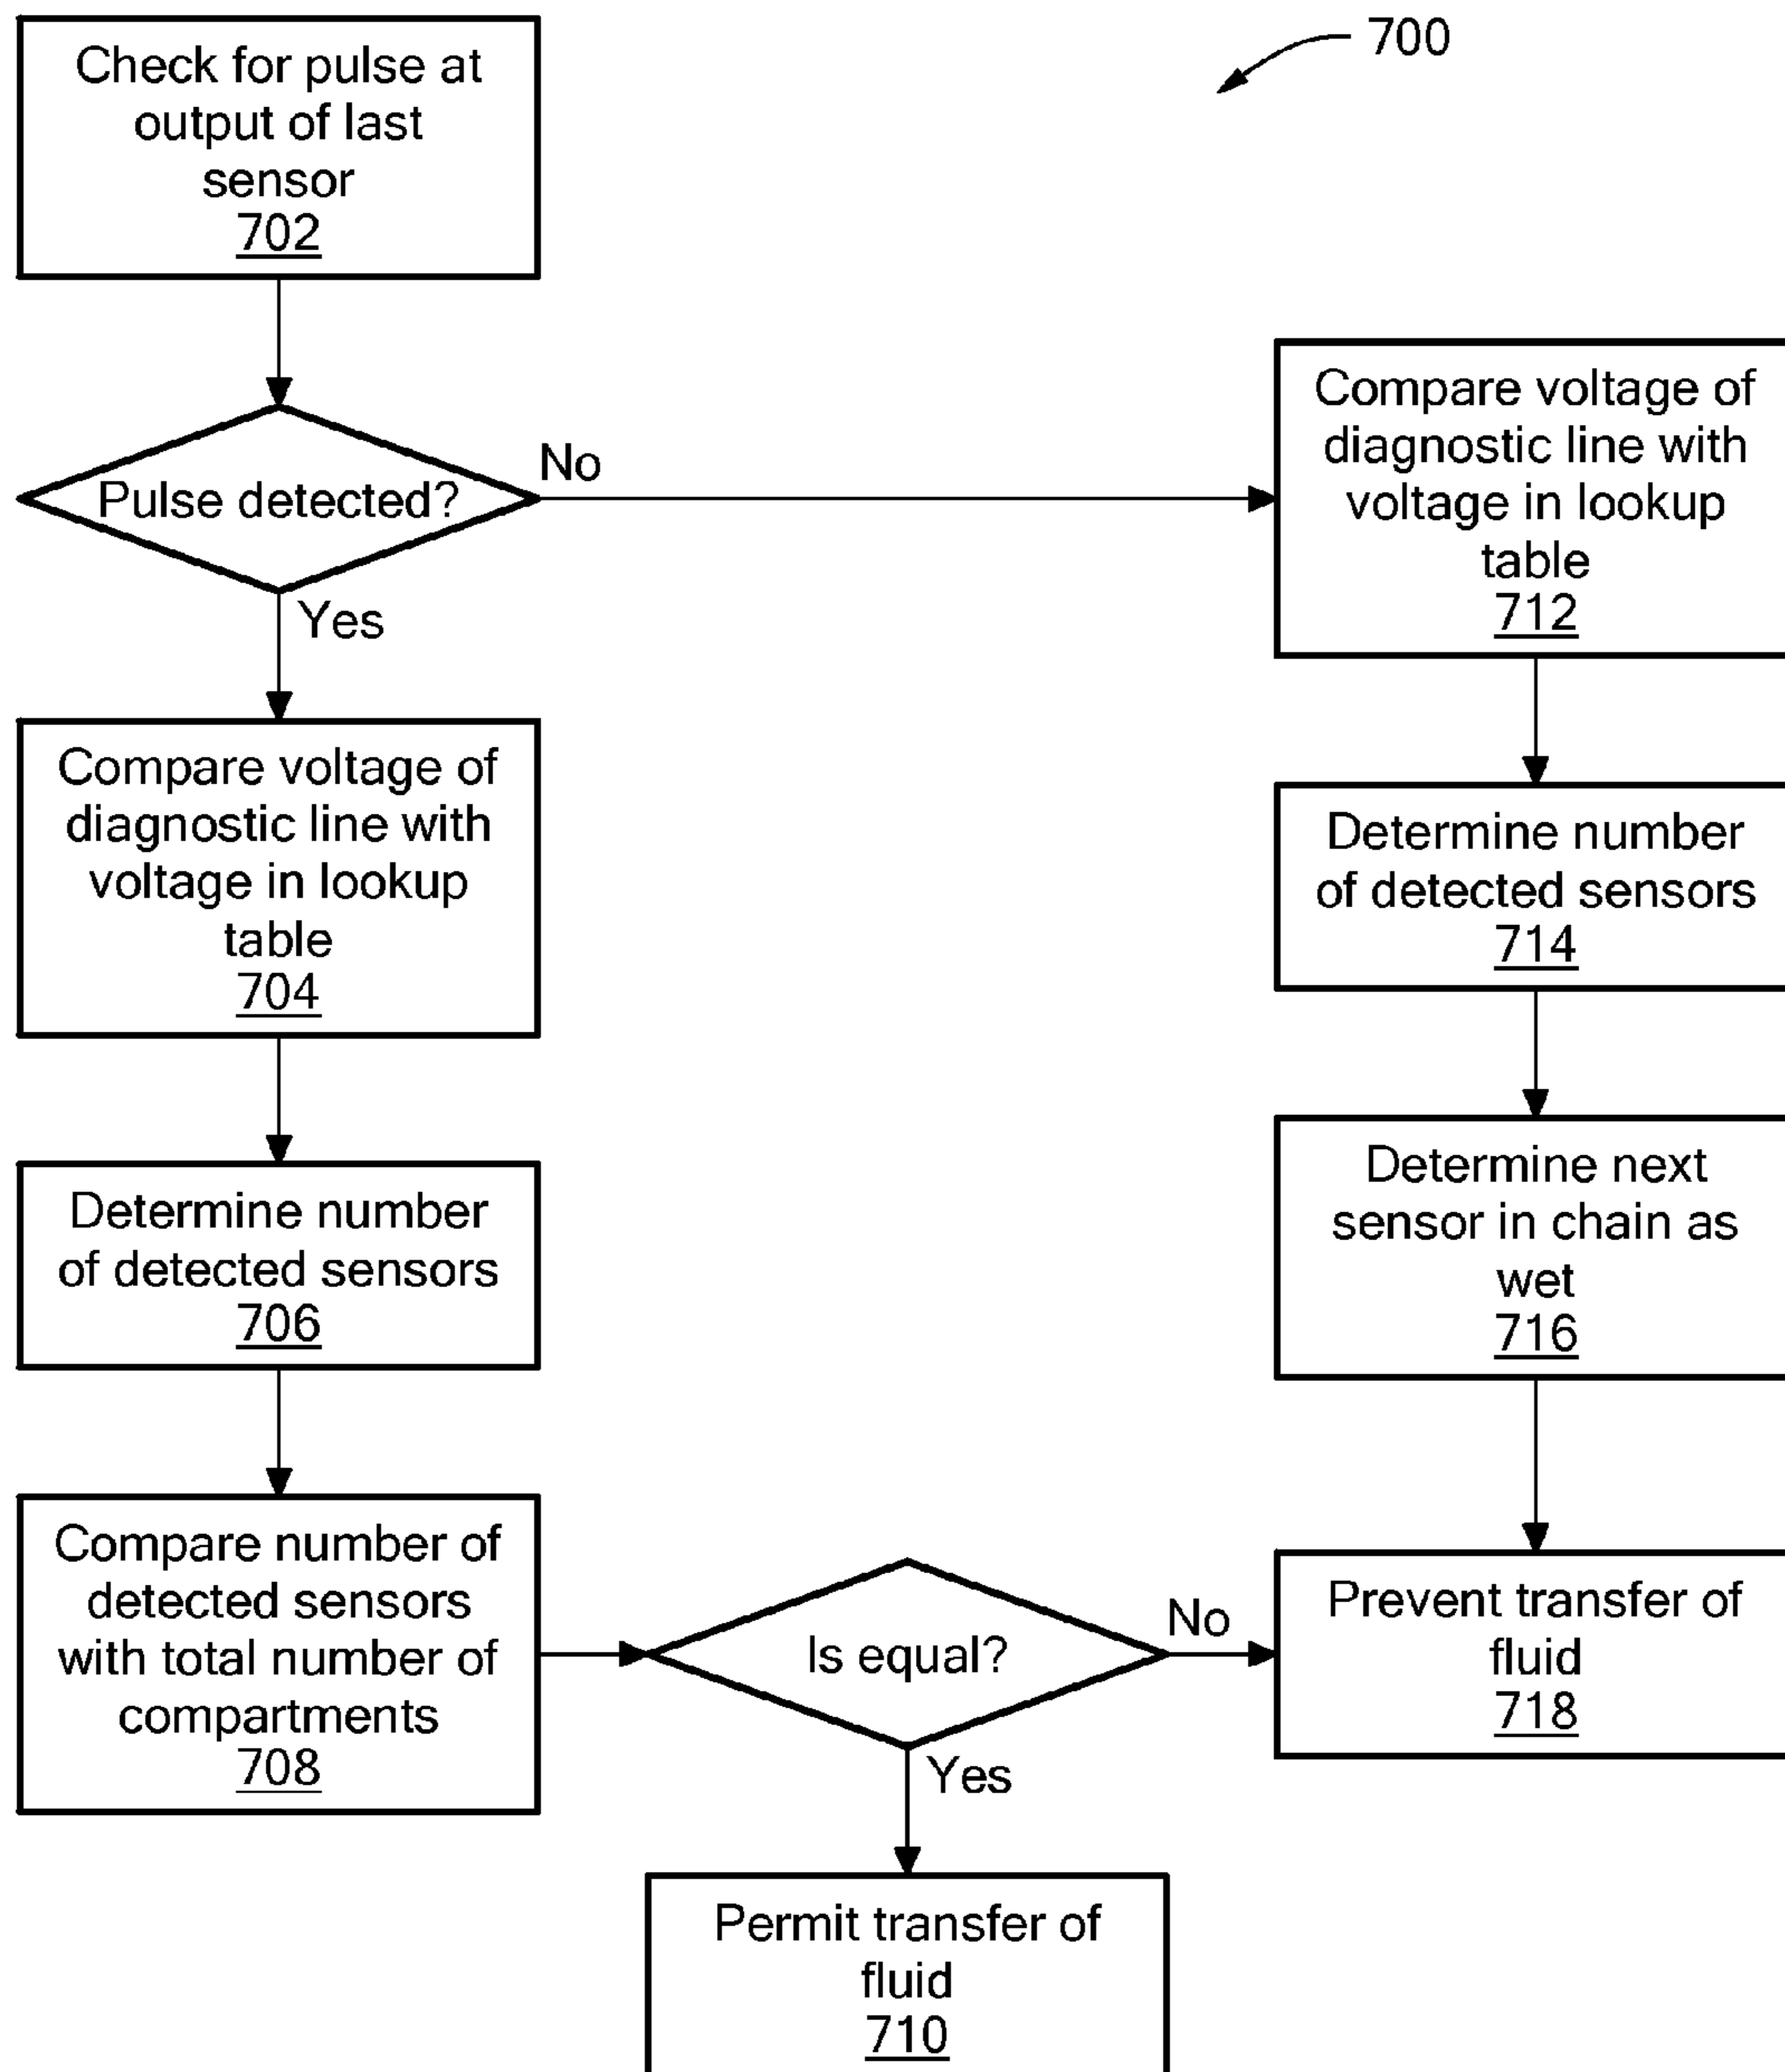 700
Check for pulse at
output of last
sensor
702
Pulse detected?
No
Yes
Compare voltage of
diagnostic line with
voltage in lookup
table
704
Determine number
of detected sensors
706
Compare number of
detected sensors
with total number of
compartments
708
Is equal?
No
Yes
Permit transfer of
fluid
710
Compare voltage of
diagnostic line with
voltage in lookup
table
712
Determine number
of detected sensors
714
Determine next
sensor in chain as
wet
716
Prevent transfer of
fluid
718